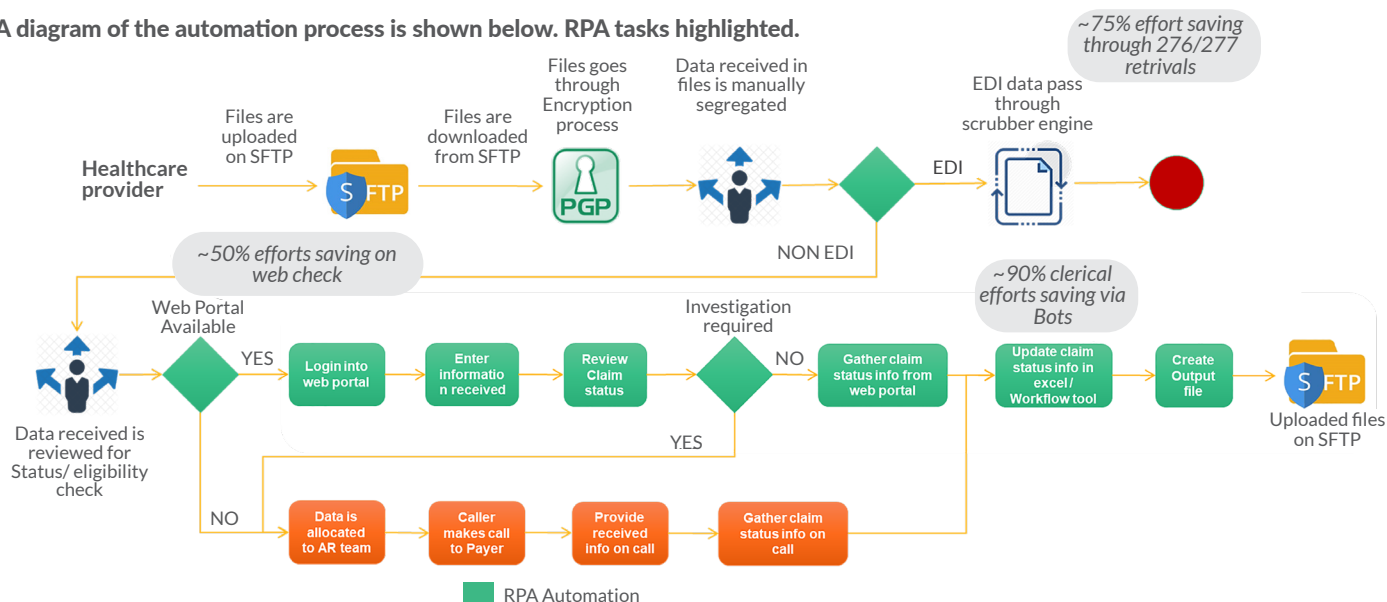 A diagram of the automation process is shown below. RPA tasks highlighted.
~75% effort saving
through 276/277
retrivals
Healthcare
provider
Files are
uploaded
on SFTP
S FTP
Files are
downloaded
from SFTP
Files goes
through
Encryption
process
PGP
Data received in
files is manually
segregated
EDI
EDI data pass
through
scrubber engine
NON EDI
~50% efforts saving on
web check
~90% clerical
efforts saving via
Bots
Data received is
reviewed for
Status/ eligibility
check
Web Portal
Available
YES
Login into
web portal
Enter
informatio
n received
Review
Claim
status
Investigation
required
NO
Gather claim
status info from
web portal
Update claim
status info in
excel/
Workflow tool
Create
Output
file
S FTP
Uploaded files
on SFTP
YES
NO
Data is
allocated
to AR team
Caller
makes call
to Payer
Provide
received
info on call
Gather claim
status info on
call
RPA Automation